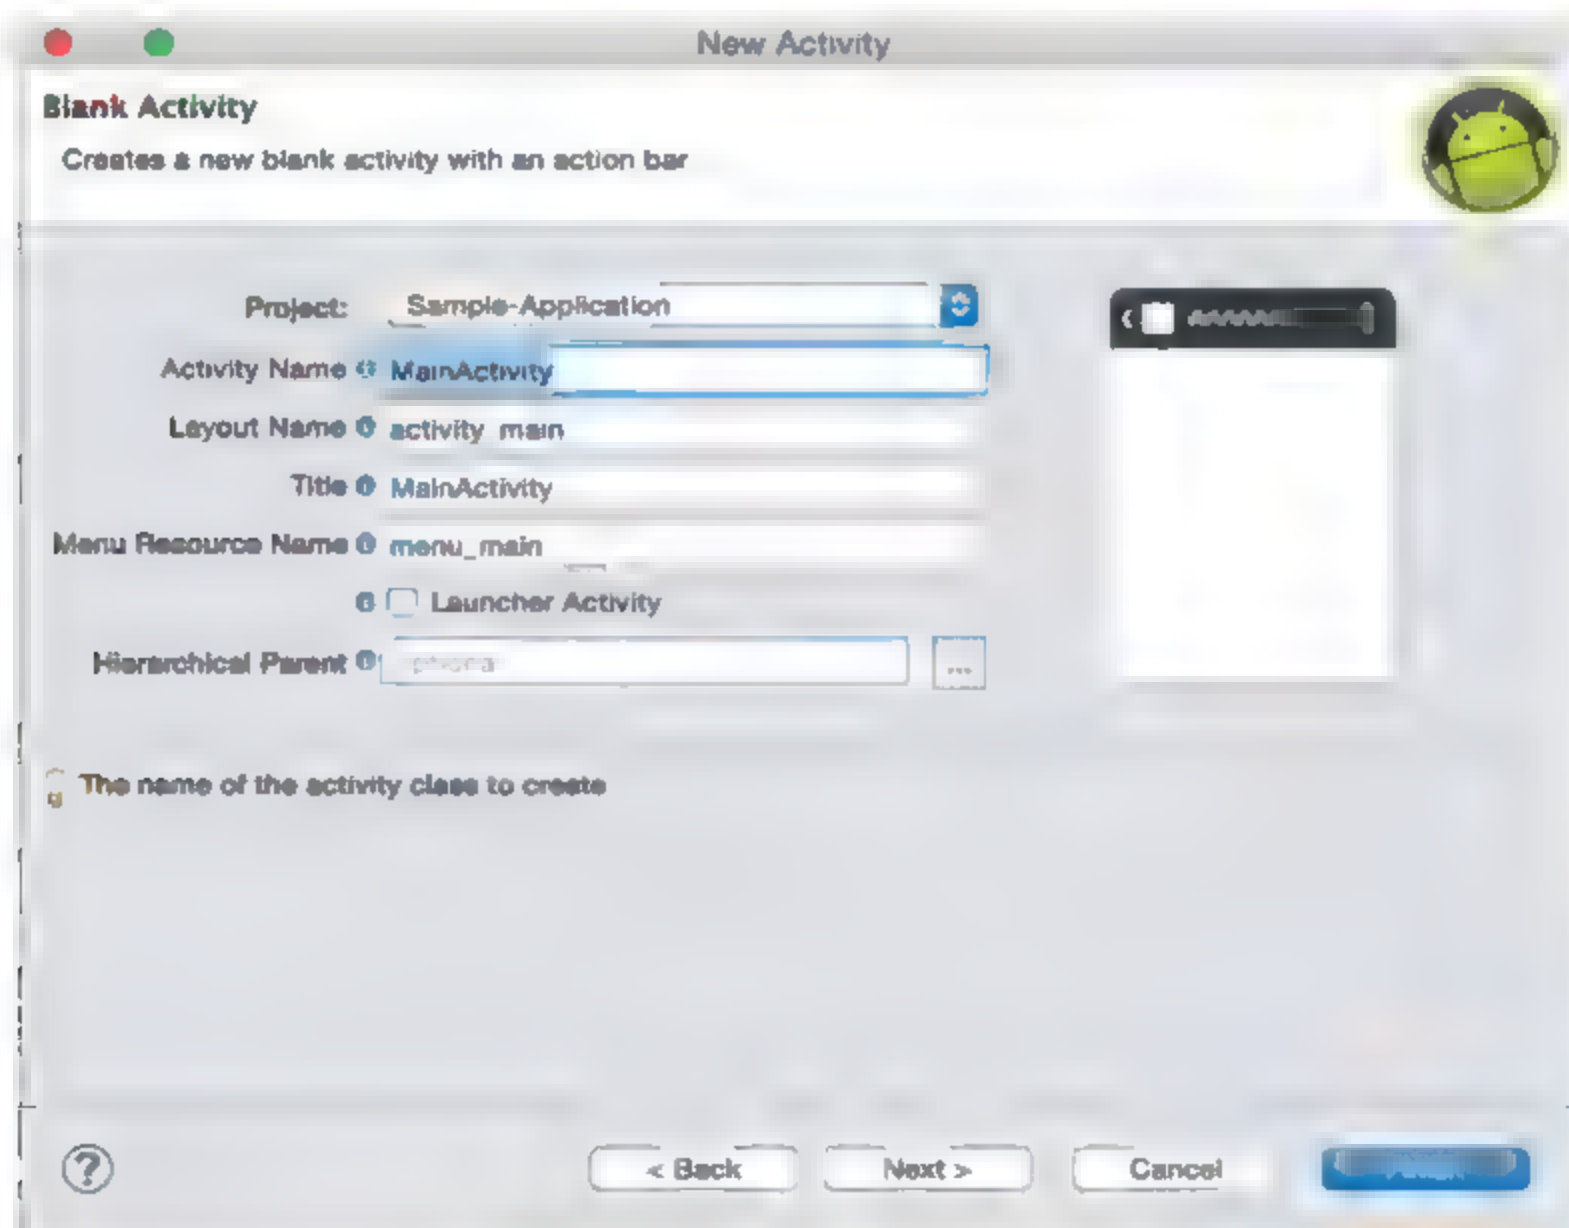 New Activity
Blank Activity
Creates a new blank activity with an action bar
Project: Sample-Application
Activity Name MainActivity
Layout Name activity_main
Title MainActivity
Menu Resource Name menu_main
Launcher Activity
Hierarchical Parent ...
The name of the activity class to create
? < Back Next > Cancel